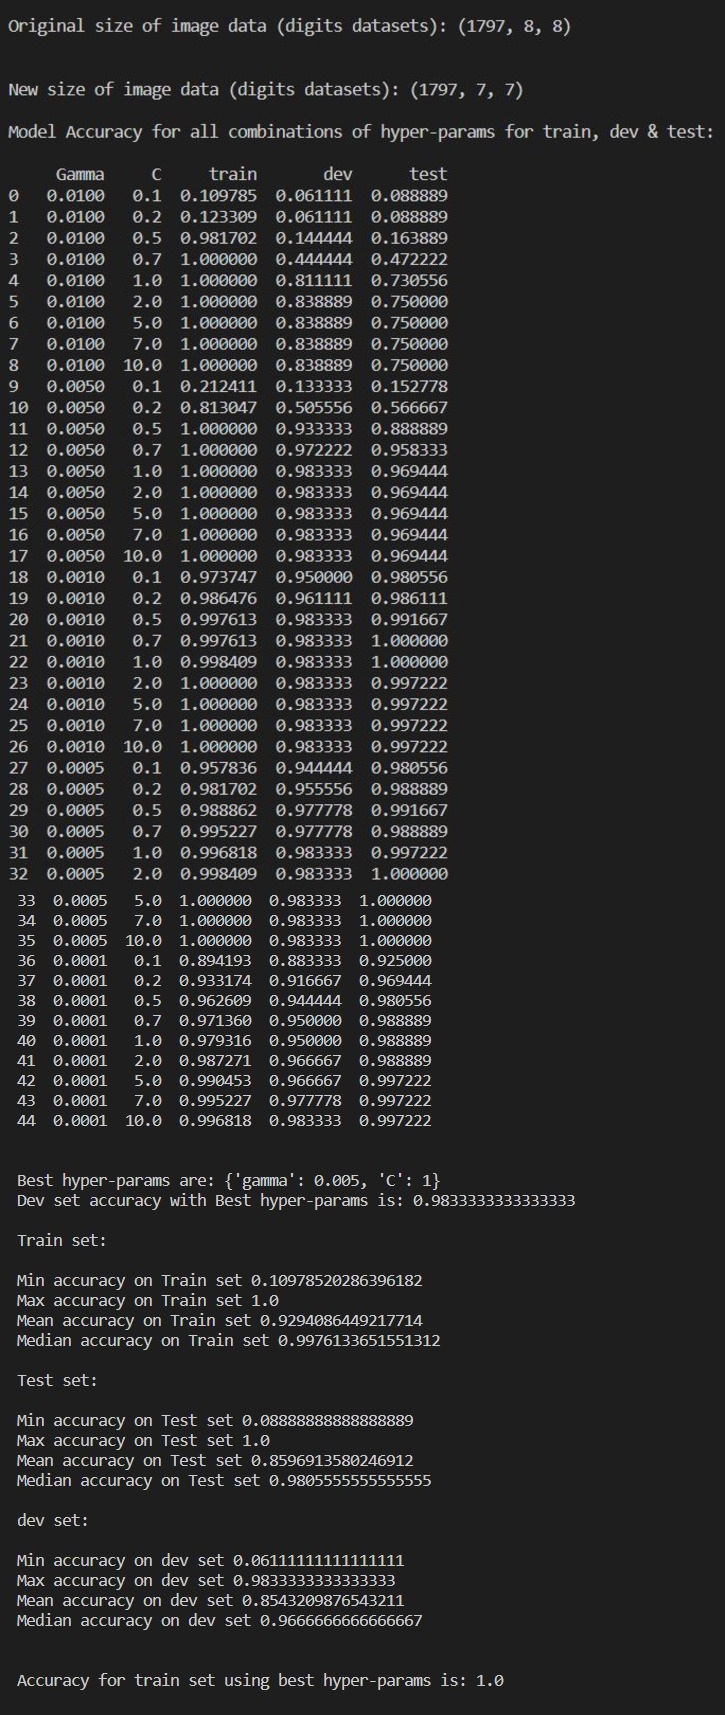 Original size of image data (digits datasets): (1797, 8, 8)
New size of image data (digits datasets): (1797, 7, 7)
Model Accuracy for all combinations of hyper-params for train, dev & test:
Gamma C train dev test
0 0.0100 0.1 0.109785 0.061111 0.088889
1 0.0100 0.2 0.123309 0.061111 0.088889
2 0.0100 0.5 0.981702 0.144444 0.163889
3 0.0100 0.7 1.000000 0.444444 0.472222
4 0.0100 1.0 1.000000 0.811111 0.730556
5 0.0100 2.0 1.000000 0.838889 0.750000
6 0.0100 5.0 1.000000 0.838889 0.750000
7 0.0100 7.0 1.000000 0.838889 0.750000
8 0.0100 10.0 1.000000 0.838889 0.750000
9 0.0050 0.1 0.212411 0.133333 0.152778
10 0.0050 0.2 0.813047 0.505556 0.566667
11 0.0050 0.5 1.000000 0.933333 0.888889
12 0.0050 0.7 1.000000 0.972222 0.958333
13 0.0050 1.0 1.000000 0.983333 0.969444
14 0.0050 2.0 1.000000 0.983333 0.969444
15 0.0050 5.0 1.000000 0.983333 0.969444
16 0.0050 7.0 1.000000 0.983333 0.969444
17 0.0050 10.0 1.000000 0.983333 0.969444
18 0.0010 0.1 0.973747 0.950000 0.980556
19 0.0010 0.2 0.986476 0.961111 0.986111
20 0.0010 0.5 0.997613 0.983333 0.991667
21 0.0010 0.7 0.997613 0.983333 1.000000
22 0.0010 1.0 0.998409 0.983333 1.000000
23 0.0010 2.0 1.000000 0.983333 0.997222
24 0.0010 5.0 1.000000 0.983333 0.997222
25 0.0010 7.0 1.000000 0.983333 0.997222
26 0.0010 10.0 1.000000 0.983333 0.997222
27 0.0005 0.1 0.957836 0.944444 0.980556
28 0.0005 0.2 0.981702 0.955556 0.988889
29 0.0005 0.5 0.988862 0.977778 0.991667
30 0.0005 0.7 0.995227 0.977778 0.988889
31 0.0005 1.0 0.996818 0.983333 0.997222
32 0.0005 2.0 0.998409 0.983333 1.000000
33 0.0005 5.0 1.000000 0.983333 1.000000
34 0.0005 7.0 1.000000 0.983333 1.000000
35 0.0005 10.0 1.000000 0.983333 1.000000
36 0.0001 0.1 0.894193 0.883333 0.925000
37 0.0001 0.2 0.933174 0.916667 0.969444
38 0.0001 0.5 0.962609 0.944444 0.980556
39 0.0001 0.7 0.971360 0.950000 0.988889
40 0.0001 1.0 0.979316 0.950000 0.988889
41 0.0001 2.0 0.987271 0.966667 0.988889
42 0.0001 5.0 0.990453 0.966667 0.997222
43 0.0001 7.0 0.995227 0.977778 0.997222
44 0.0001 10.0 0.996818 0.983333 0.997222
Best hyper-params are: {'gamma': 0.005, 'C': 1}
Dev set accuracy with Best hyper-params is: 0.9833333333333333
Train set:
Min accuracy on Train set 0.10978520286396182
Max accuracy on Train set 1.0
Mean accuracy on Train set 0.9294086449217714
Median accuracy on Train set 0.9976133651551312
Test set:
Min accuracy on Test set 0.08888888888888889
Max accuracy on Test set 1.0
Mean accuracy on Test set 0.8596913580246912
Median accuracy on Test set 0.9805555555555555
dev set:
Min accuracy on dev set 0.06111111111111111
Max accuracy on dev set 0.9833333333333333
Mean accuracy on dev set 0.8543209876543211
Median accuracy on dev set 0.9666666666666667
Accuracy for train set using best hyper-params is: 1.0